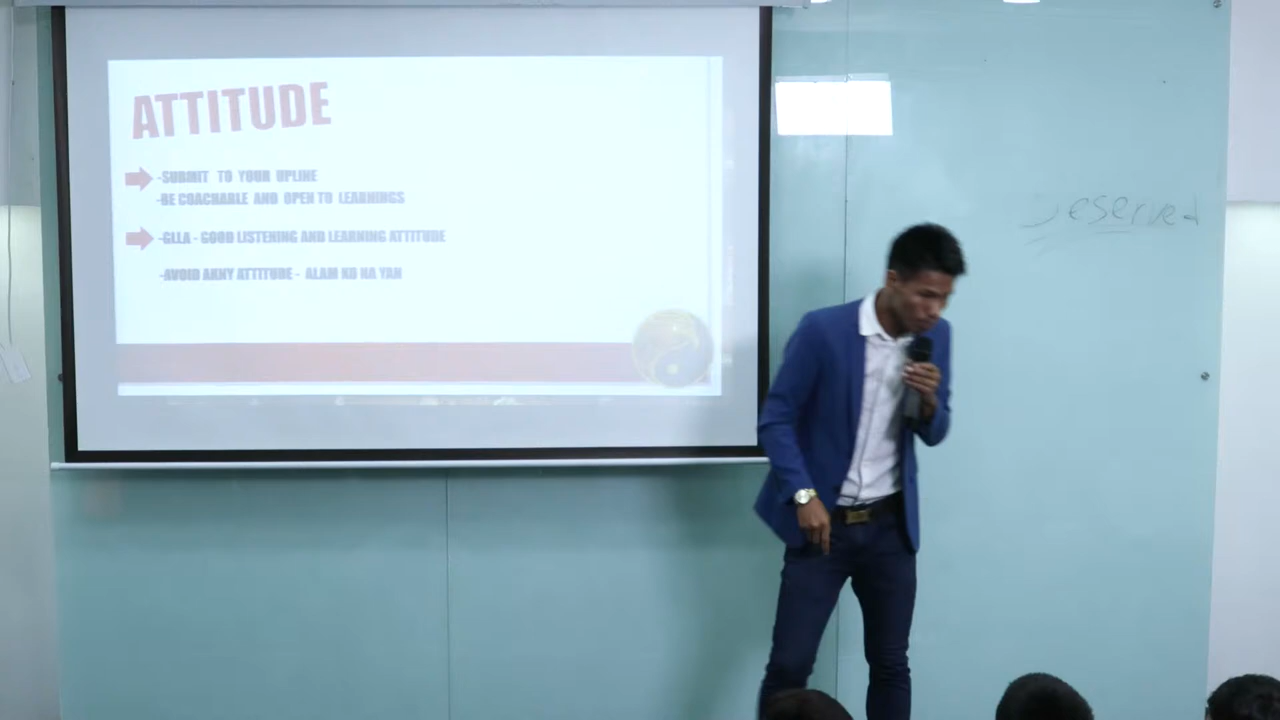 ATTITUDE
-SUBMIT TO YOUR UPLINE
-BE COACHABLE AND OPEN TO LEARNINGS
-GLLA - GOOD LISTENING AND LEARNING ATTITUDE
-AVOID AKNY ATTITUDE - ALAM KO NA YAN
reserved